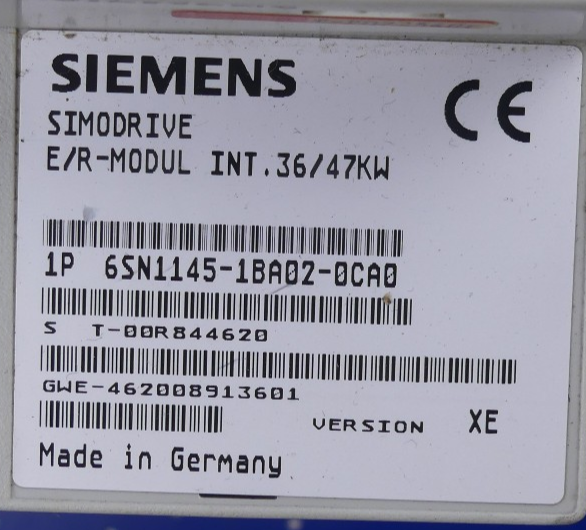 SIEMENS
CE
SIMODRIVE
E/R-MODUL INT.36/47KW
1P 6SN1145-1BA02-0CA0
S T-00R844620
GWE-462008913601
VERSION XE
Made in Germany